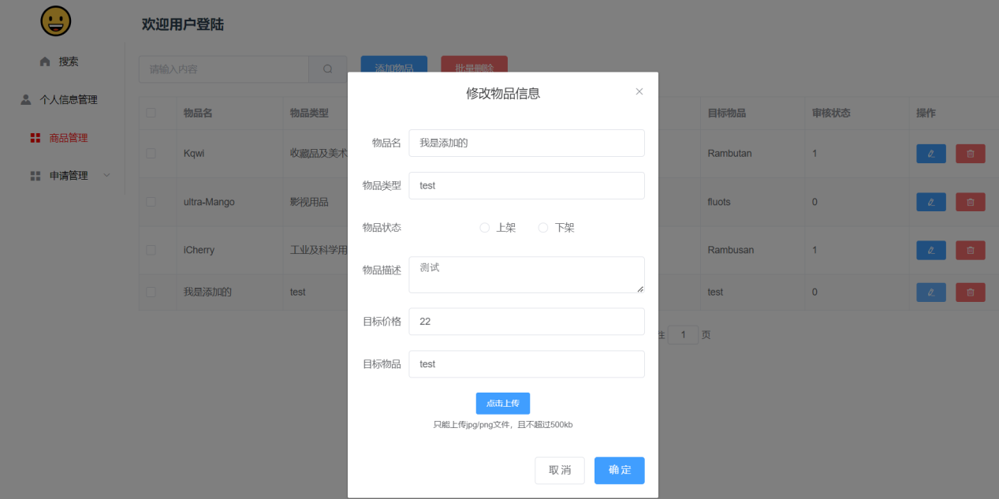 欢迎用户登陆
搜索
个人信息管理
商品管理
申请管理
请输入内容
添加物品
批量删除
物品名 物品类型 目标物品 审核状态 操作
Kqwi 收藏品及美术 Rambutan 1
ultra-Mango 影视用品 fluots 0
iCherry 工业及科学用 Rambusan 1
我是添加的 test test 0
1 页
修改物品信息
物品名 我是添加的
物品类型 test
物品状态 上架 下架
物品描述 测试
目标价格 22
目标物品 test
点击上传
只能上传jpg/png文件，且不超过500kb
取 消
确 定